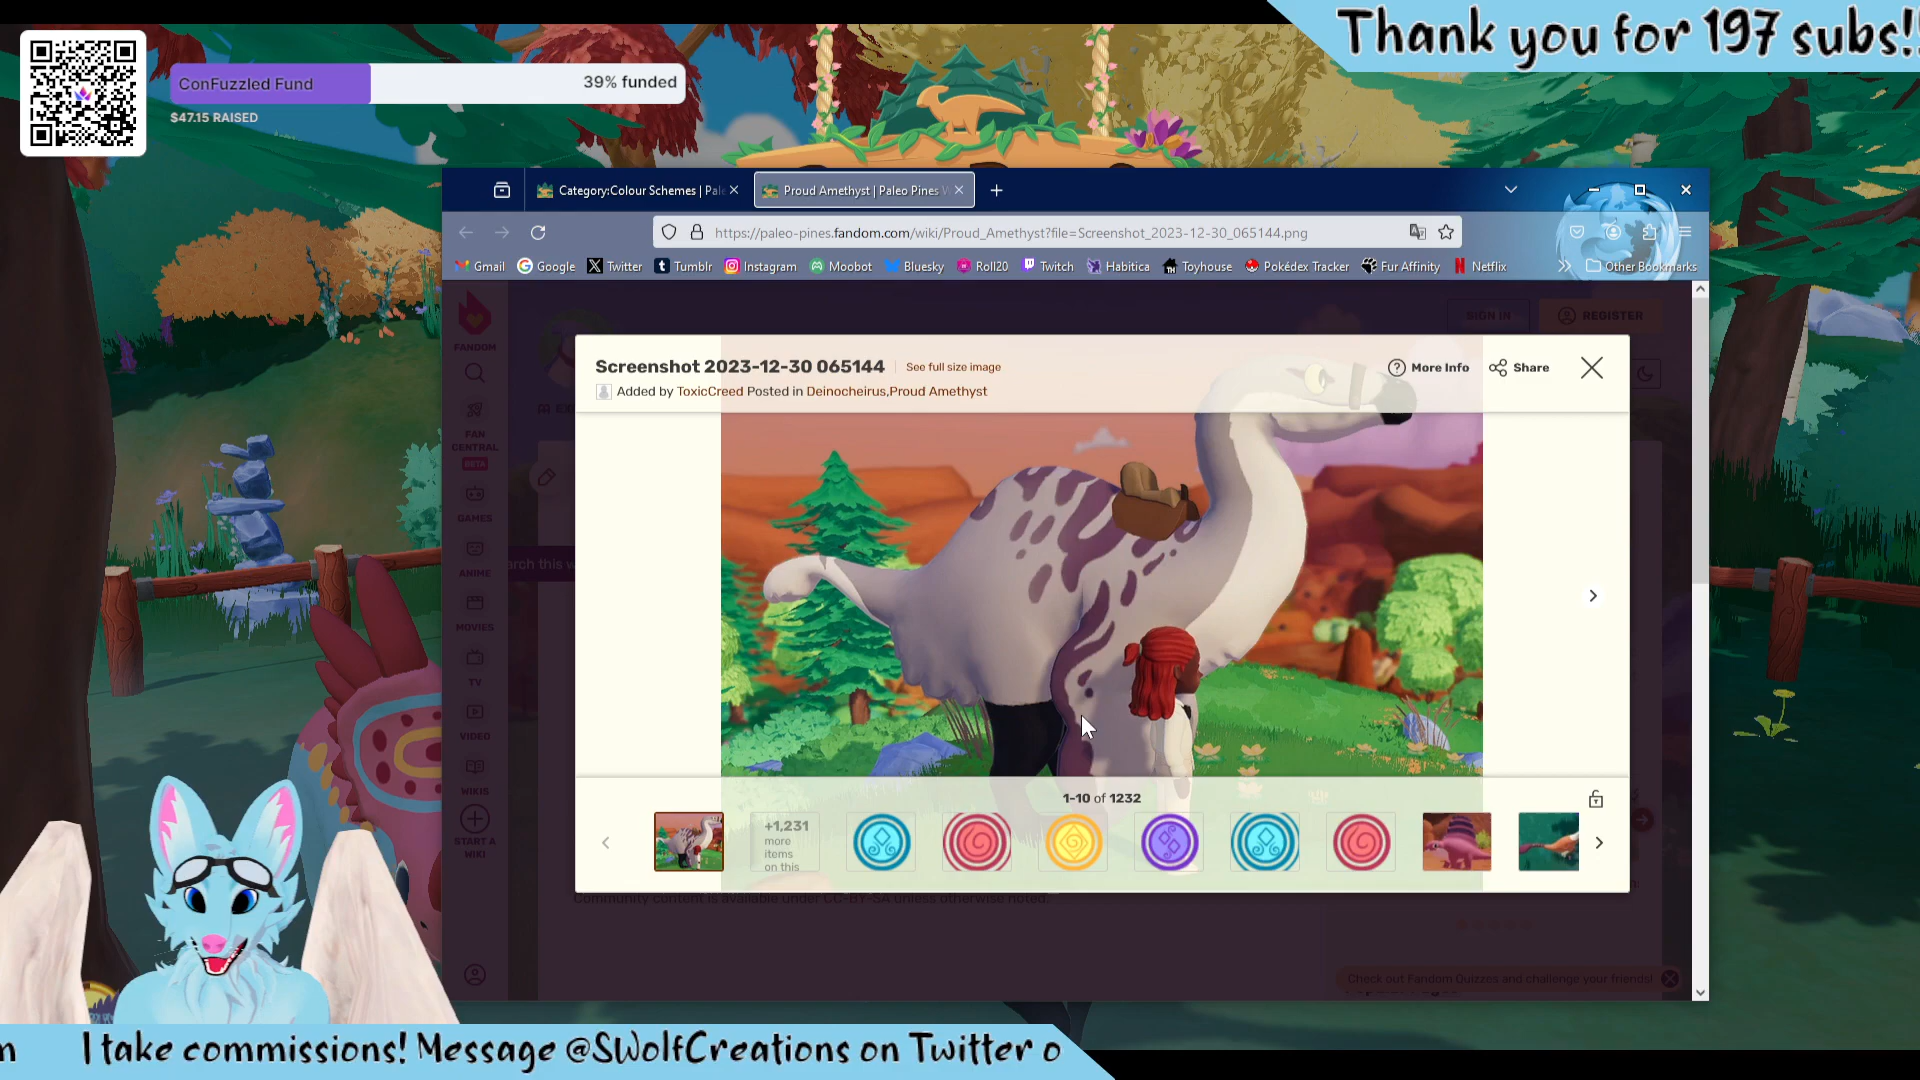 Thank you for 197 subs!!
ConFuzzled Fund
39% funded
$47.15 RAISED
Category:Colour Schemes | Pale
Proud Amethyst | Paleo Pines W
https://paleo-pines.fandom.com/wiki/Proud_Amethyst?file=Screenshot_2023-12-30_065144.png
Gmail
Google
Twitter
Tumblr
Instagram
Moobot
Bluesky
Roll20
Twitch
Habitica
Toyhouse
Pokédex Tracker
Fur Affinity
Netflix
Other Bookmarks
FANDOM
FAN CENTRAL
BETA
GAMES
ANIME
MOVIES
TV
VIDEO
WIKIS
START A WIKI
SIGN IN
REGISTER
Screenshot 2023-12-30 065144
See full size image
More Info
Share
Added by ToxicCreed Posted in Deinocheirus,Proud Amethyst
arch this w
1-10 of 1232
+1,231
more
items
on this
Community content is available under CC-BY-SA unless otherwise noted.
Check out Fandom Quizzes and challenge your friends!
m
I take commissions! Message @SWolfCreations on Twitter o